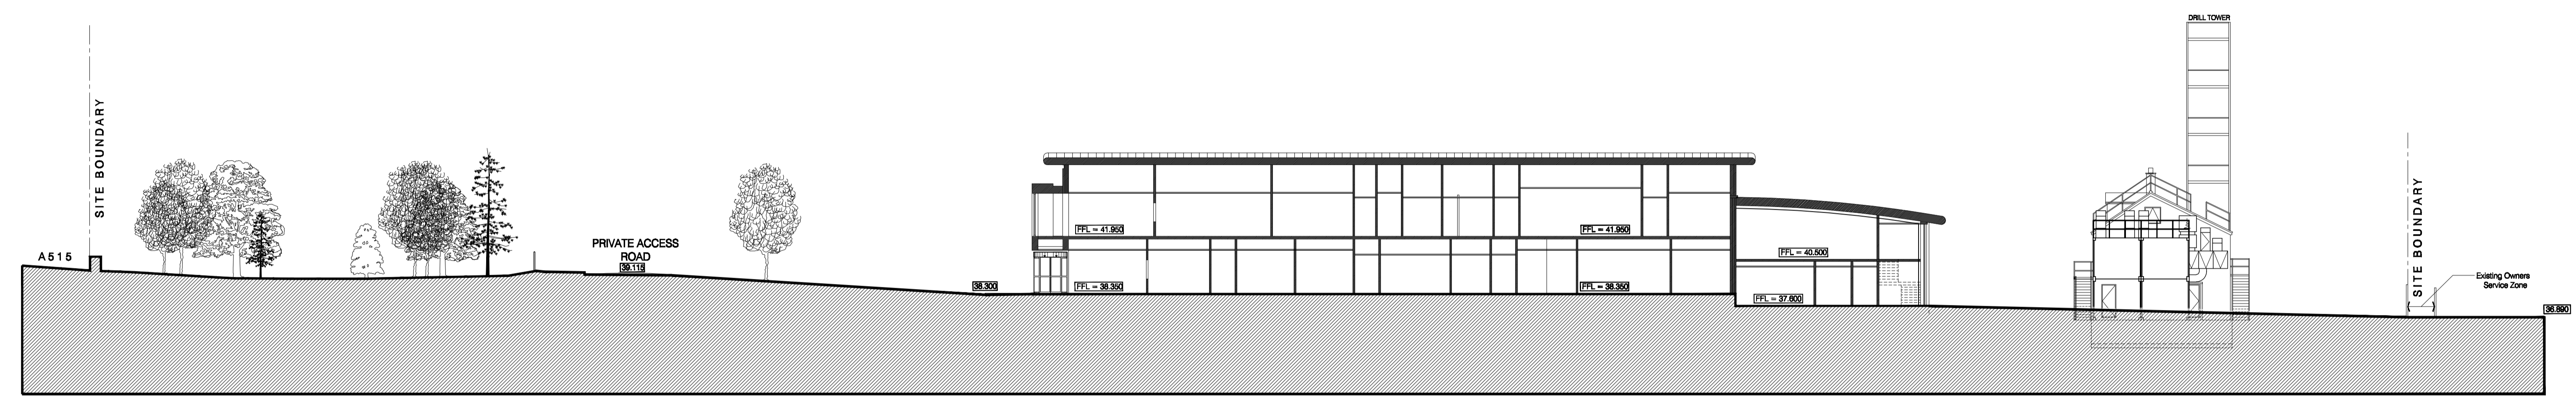 DRILL TOWER
SITE BOUNDARY
A515
PRIVATE ACCESS
ROAD
39.115
38.300
FFL = 41.950
FFL = 41.950
FFL = 38.350
FFL = 38.350
FFL = 40.500
FFL = 37.600
SITE BOUNDARY
Existing Owners
Service Zone
36.890